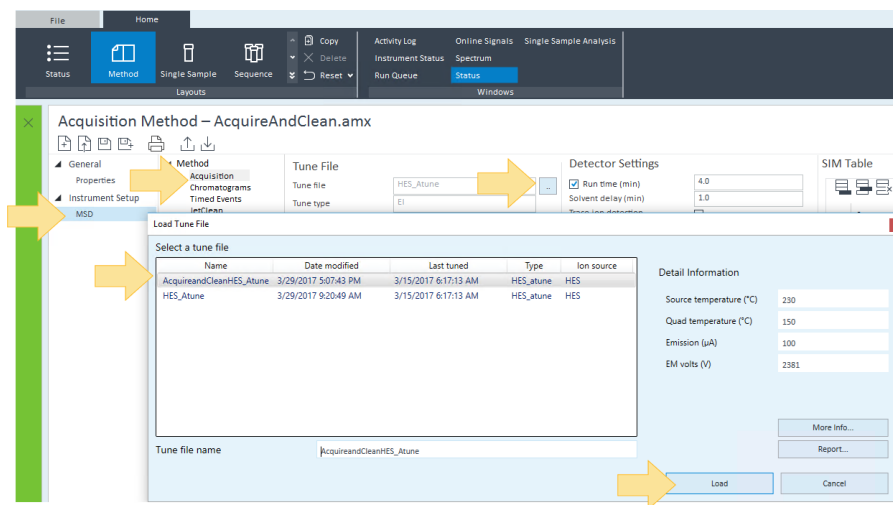 File Home
Copy Activity Log Online Signals Single Sample Analysis
Delete Instrument Status Spectrum
Status Method Single Sample Sequence Reset Run Queue Status
Layouts Windows
Acquisition Method – AcquireAndClean.amx
General Method Tune File Detector Settings SIM Table
Properties Acquisition Tune file HES_Atune .. Run time (min) 4.0
Chromatograms
Instrument Setup Timed Events Tune type EI Solvent delay (min) 1.0
MSD JetClean Trace ion detection
Load Tune File
Select a tune file
Name Date modified Last tuned Type Ion source
AcquireandCleanHES_Atune 3/29/2017 5:07:43 PM 3/15/2017 6:17:13 AM HES_atune HES
HES_Atune 3/29/2017 9:20:49 AM 3/15/2017 6:17:13 AM HES_atune HES
Detail Information
Source temperature (°C) 230
Quad temperature (°C) 150
Emission (µA) 100
EM volts (V) 2381
More Info...
Tune file name AcquireandCleanHES_Atune Report...
Load Cancel